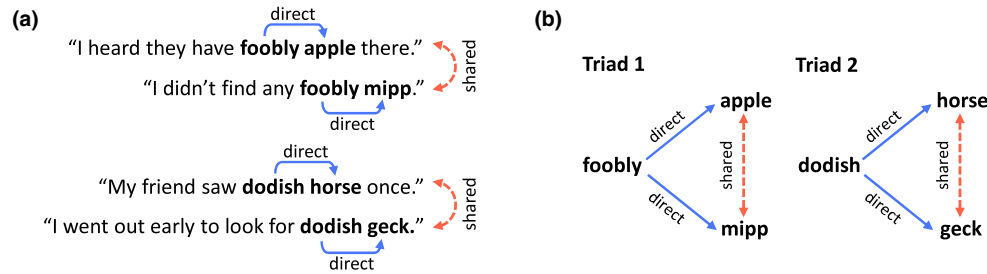 (a)
direct
“I heard they have foobly apple there.”
“I didn’t find any foobly mipp.”
direct
shared
direct
“My friend saw dodish horse once.”
“I went out early to look for dodish geck.”
direct
shared
(b)
Triad 1
apple
direct
foobly
shared
direct
mipp
Triad 2
horse
direct
dodish
shared
direct
geck